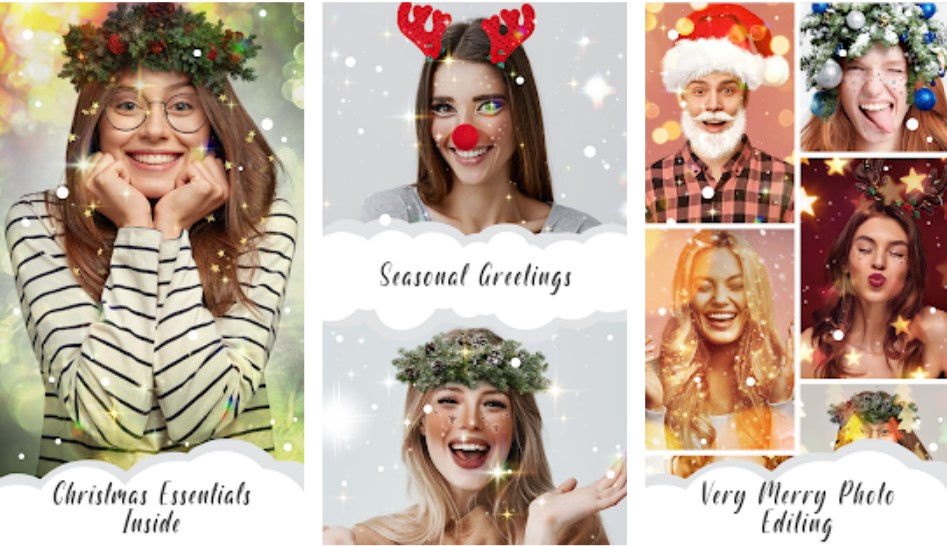 Christmas Essentials
Inside
Seasonal Greetings
Very Merry Photo
Editing